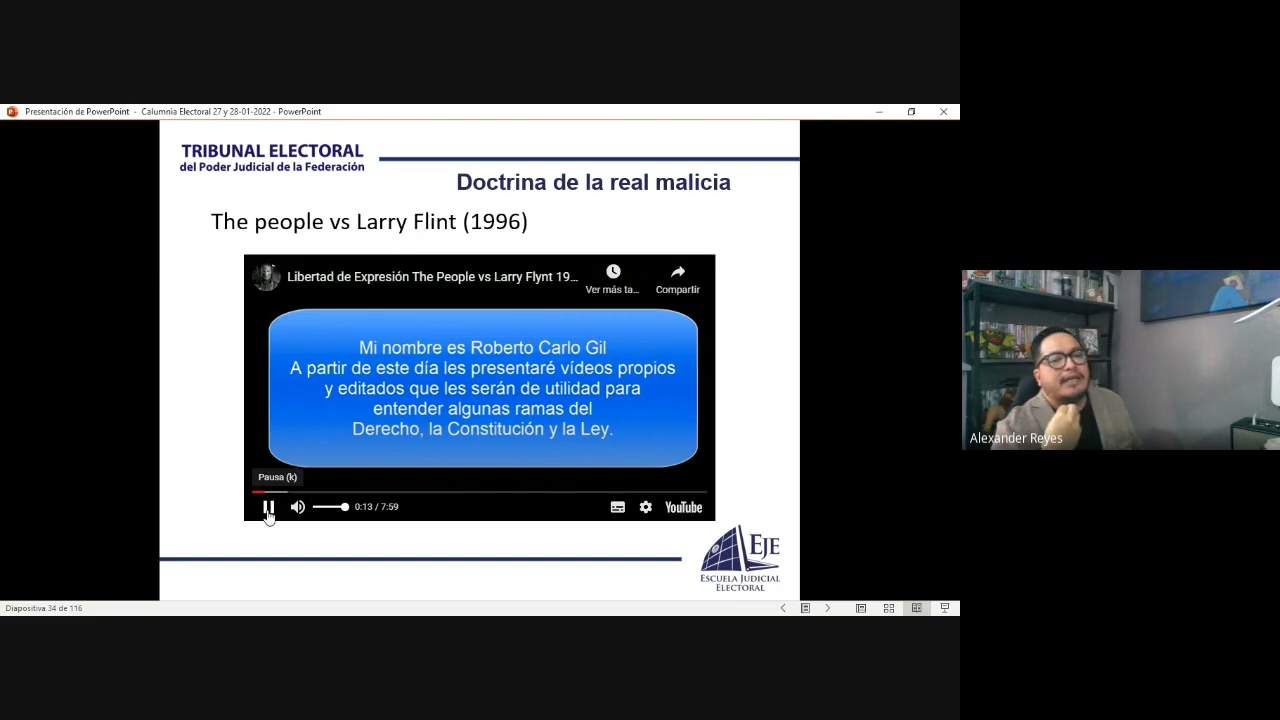 Presentación de PowerPoint - Calumnia Electoral 27 y 28-01-2022 - PowerPoint
TRIBUNAL ELECTORAL
del Poder Judicial de la Federación
Doctrina de la real malicia
The people vs Larry Flint (1996)
Libertad de Expresión The People vs Larry Flynt 19...
Ver más ta...
Compartir
Mi nombre es Roberto Carlo Gil
A partir de este día les presentaré vídeos propios
y editados que les serán de utilidad para
entender algunas ramas del
Derecho, la Constitución y la Ley.
Pausa (k)
0:13 / 7:59
YouTube
EJE
ESCUELA JUDICIAL
ELECTORAL
Diapositiva 34 de 116
Alexander Reyes